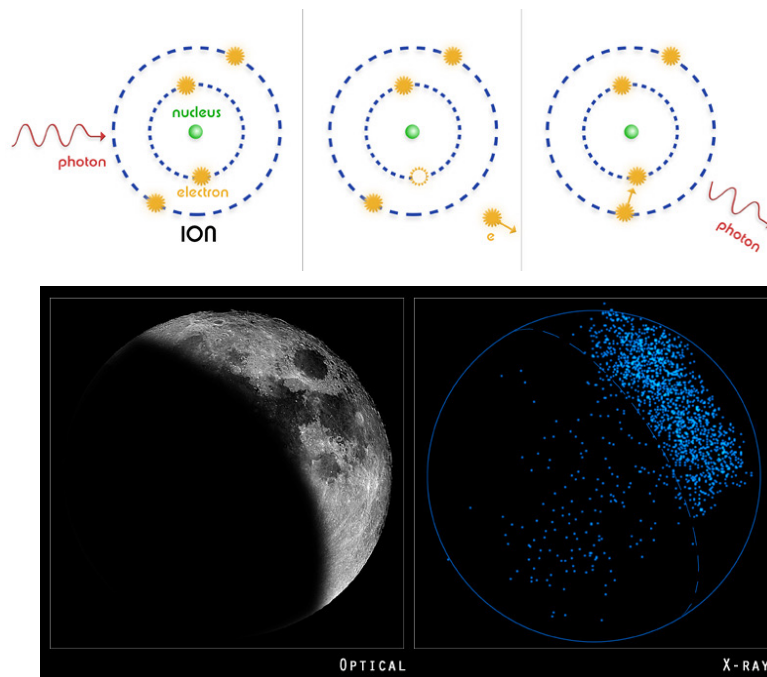 nucleus
photon
electron
ION
e
photon
OPTICAL
X-RAY